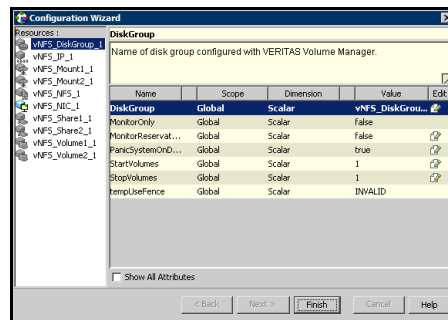 Configuration Wizard
Resources :
vNFS_DiskGroup_1
vNFS_IP_1
vNFS_Mount1_1
vNFS_Mount2_1
vNFS_NFS_1
vNFS_NIC_1
vNFS_Share1_1
vNFS_Share2_1
vNFS_Volume1_1
vNFS_Volume2_1
DiskGroup
Name of disk group configured with VERITAS Volume Manager.
Name Scope Dimension Value Edit
DiskGroup Global Scalar vNFS_DiskGrou...
MonitorOnly Global Scalar false
MonitorReservat... Global Scalar false
PanicSystemOnD... Global Scalar true
StartVolumes Global Scalar 1
StopVolumes Global Scalar 1
tempUseFence Global Scalar INVALID
Show All Attributes
< Back Next > Finish Cancel Help